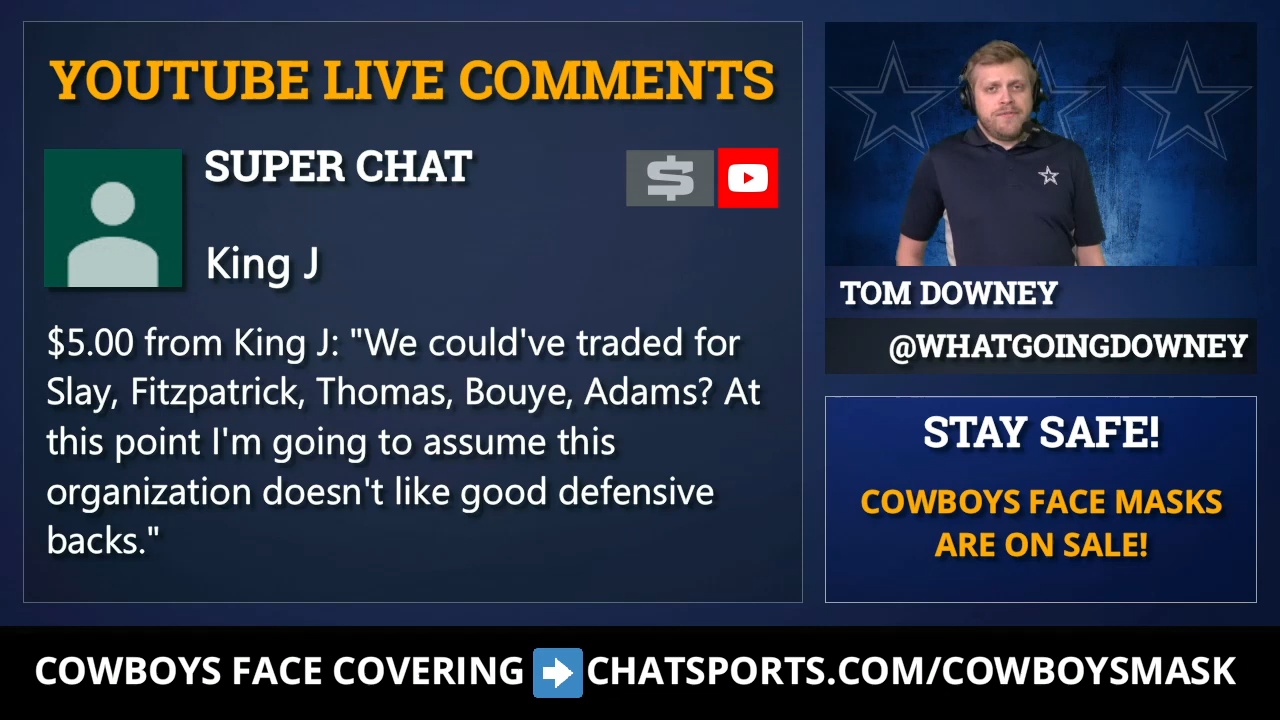 YOUTUBE LIVE COMMENTS
SUPER CHAT
King J
$5.00 from King J: "We could've traded for
Slay, Fitzpatrick, Thomas, Bouye, Adams? At
this point I'm going to assume this
organization doesn't like good defensive
backs."
TOM DOWNEY
@WHATGOINGDOWNEY
STAY SAFE!
COWBOYS FACE MASKS
ARE ON SALE!
COWBOYS FACE COVERING ➡ CHATSPORTS.COM/COWBOYSMASK